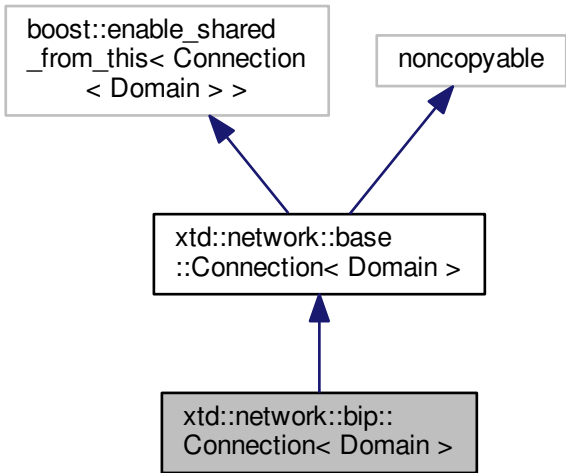 boost::enable_shared
_from_this< Connection
< Domain > >
noncopyable
xtd::network::base
::Connection< Domain >
xtd::network::bip::
Connection< Domain >